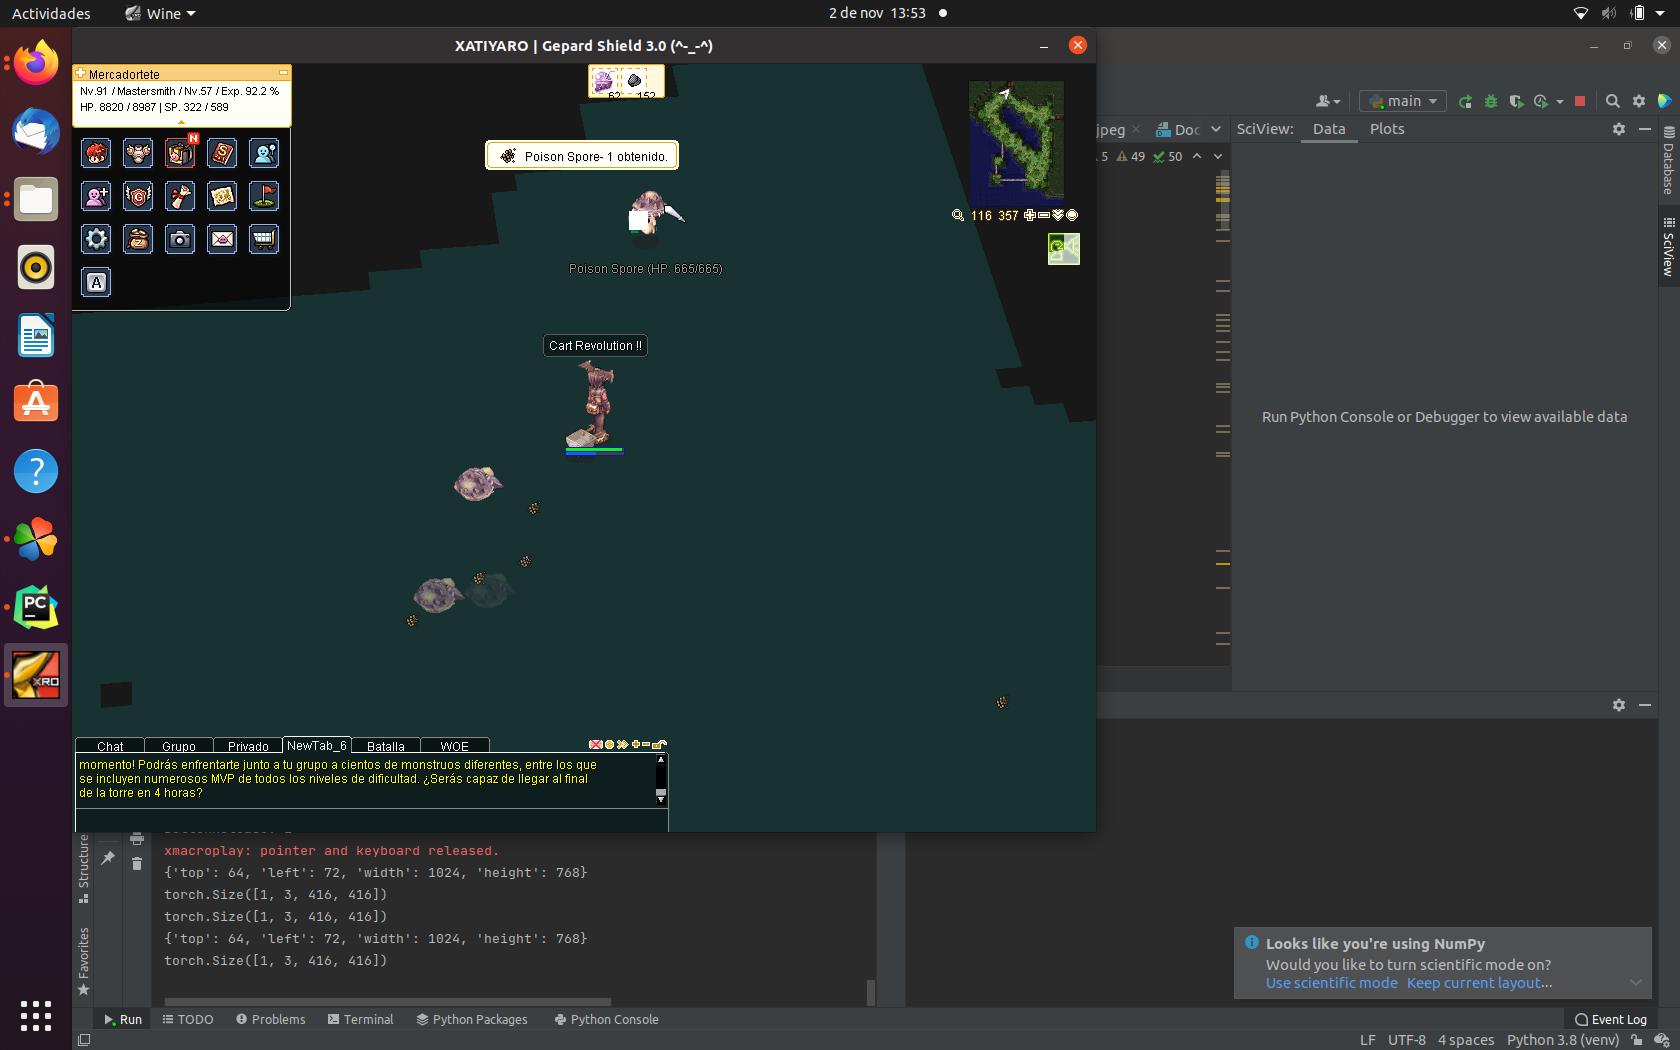 Actividades
Wine
2 de nov 13:53
XATIYARO | Gepard Shield 3.0 (^-_-^)
Mercadortete
Nv.91 / Mastersmith / Nv.57 / Exp. 92.2 %
HP. 8820 / 8987 | SP. 322 / 589
N
S
G
A
62
152
Poison Spore- 1 obtenido.
116 357
Poison Spore (HP: 665/665)
Cart Revolution !!
Chat
Grupo
Privado
NewTab_6
Batalla
WOE
momento! Podrás enfrentarte junto a tu grupo a cientos de monstruos diferentes, entre los que
se incluyen numerosos MVP de todos los niveles de dificultad. ¿Serás capaz de llegar al final
de la torre en 4 horas?
main
jpeg
Doc
SciView:
Data
Plots
5
49
50
Database
SciView
Run Python Console or Debugger to view available data
PC
XRO
Structure
Favorites
xmacroplay: pointer and keyboard released.
{'top': 64, 'left': 72, 'width': 1024, 'height': 768}
torch.Size([1, 3, 416, 416])
torch.Size([1, 3, 416, 416])
{'top': 64, 'left': 72, 'width': 1024, 'height': 768}
torch.Size([1, 3, 416, 416])
Looks like you're using NumPy
Would you like to turn scientific mode on?
Use scientific mode Keep current layout...
Run
TODO
Problems
Terminal
Python Packages
Python Console
Event Log
LF UTF-8 4 spaces Python 3.8 (venv)